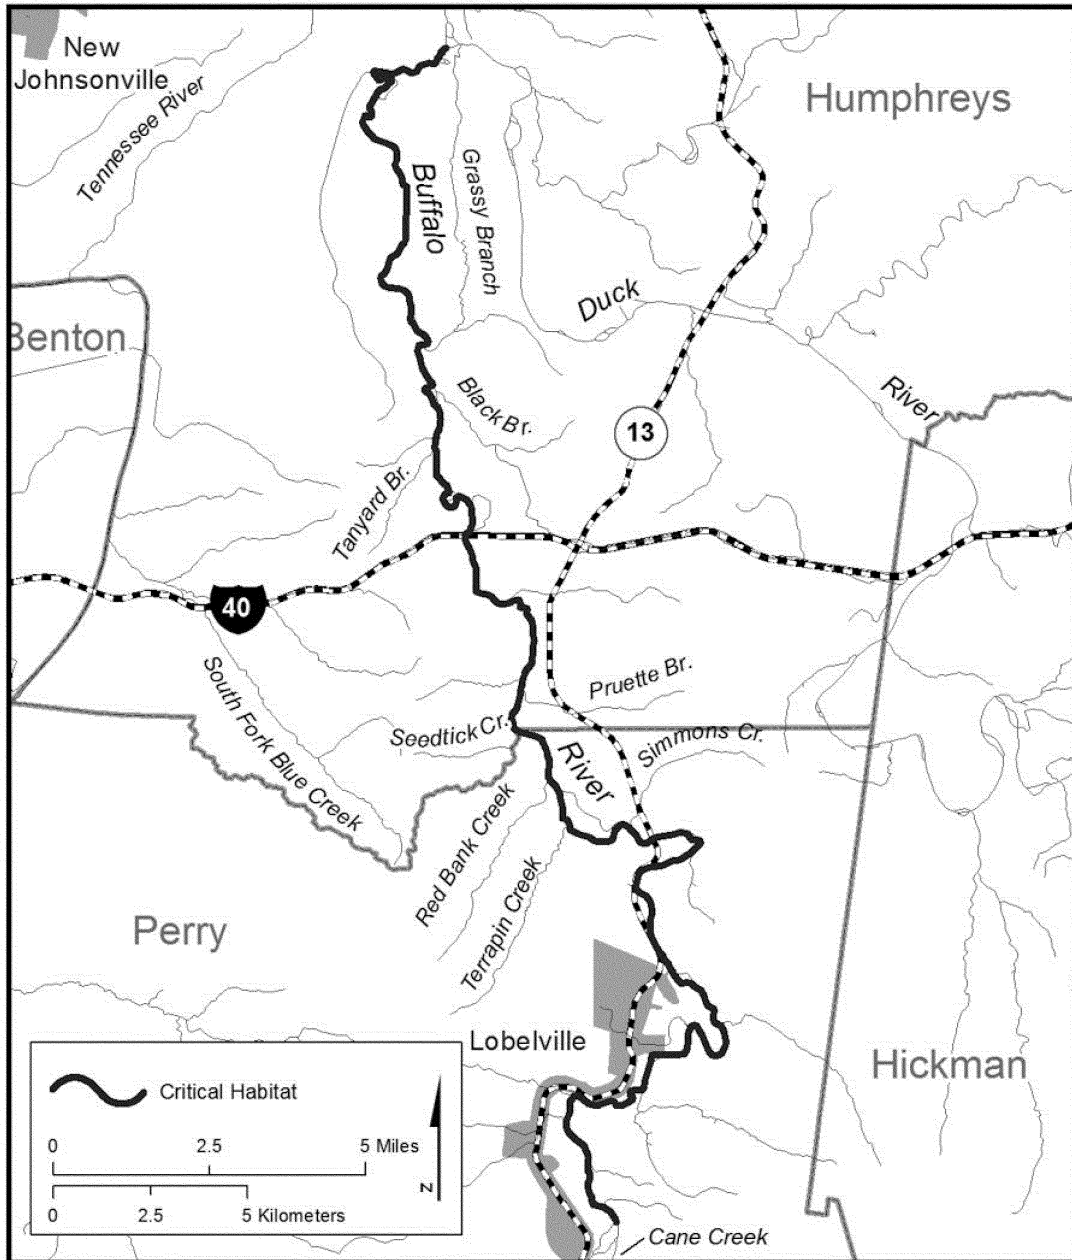 New
Johnsonville
Tennessee River
Humphreys
Buffalo
Grassy Branch
Duck
Benton
River
Black Br.
13
Tanyard Br.
40
South Fork Blue Creek
Pruette Br.
Seedtick Cr.
Simmons Cr.
River
Red Bank Creek
Terrapin Creek
Perry
Lobelville
Hickman
Critical Habitat
0 2.5 5 Miles
0 2.5 5 Kilometers
N
Cane Creek